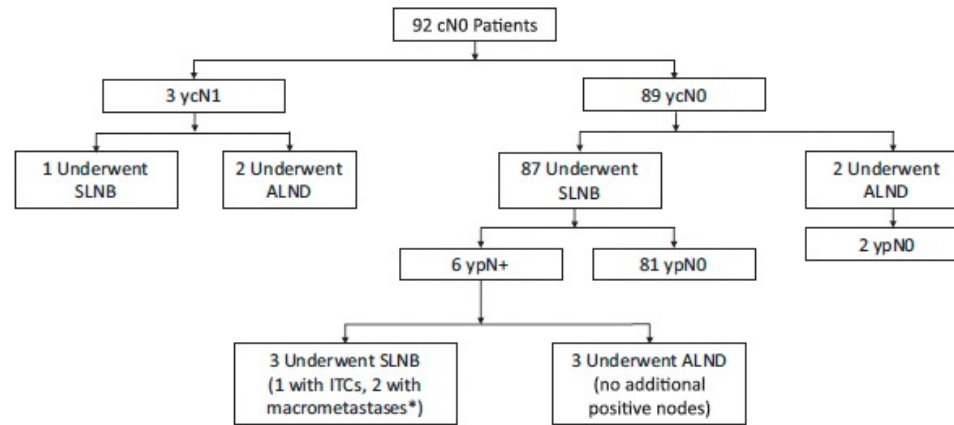 92 cN0 Patients
3 ycN1
89 ycN0
1 Underwent
SLNB
2 Underwent
ALND
87 Underwent
SLNB
2 Underwent
ALND
6 ypN+
81 ypN0
2 ypN0
3 Underwent SLNB
(1 with ITCs, 2 with
macrometastases*)
3 Underwent ALND
(no additional
positive nodes)